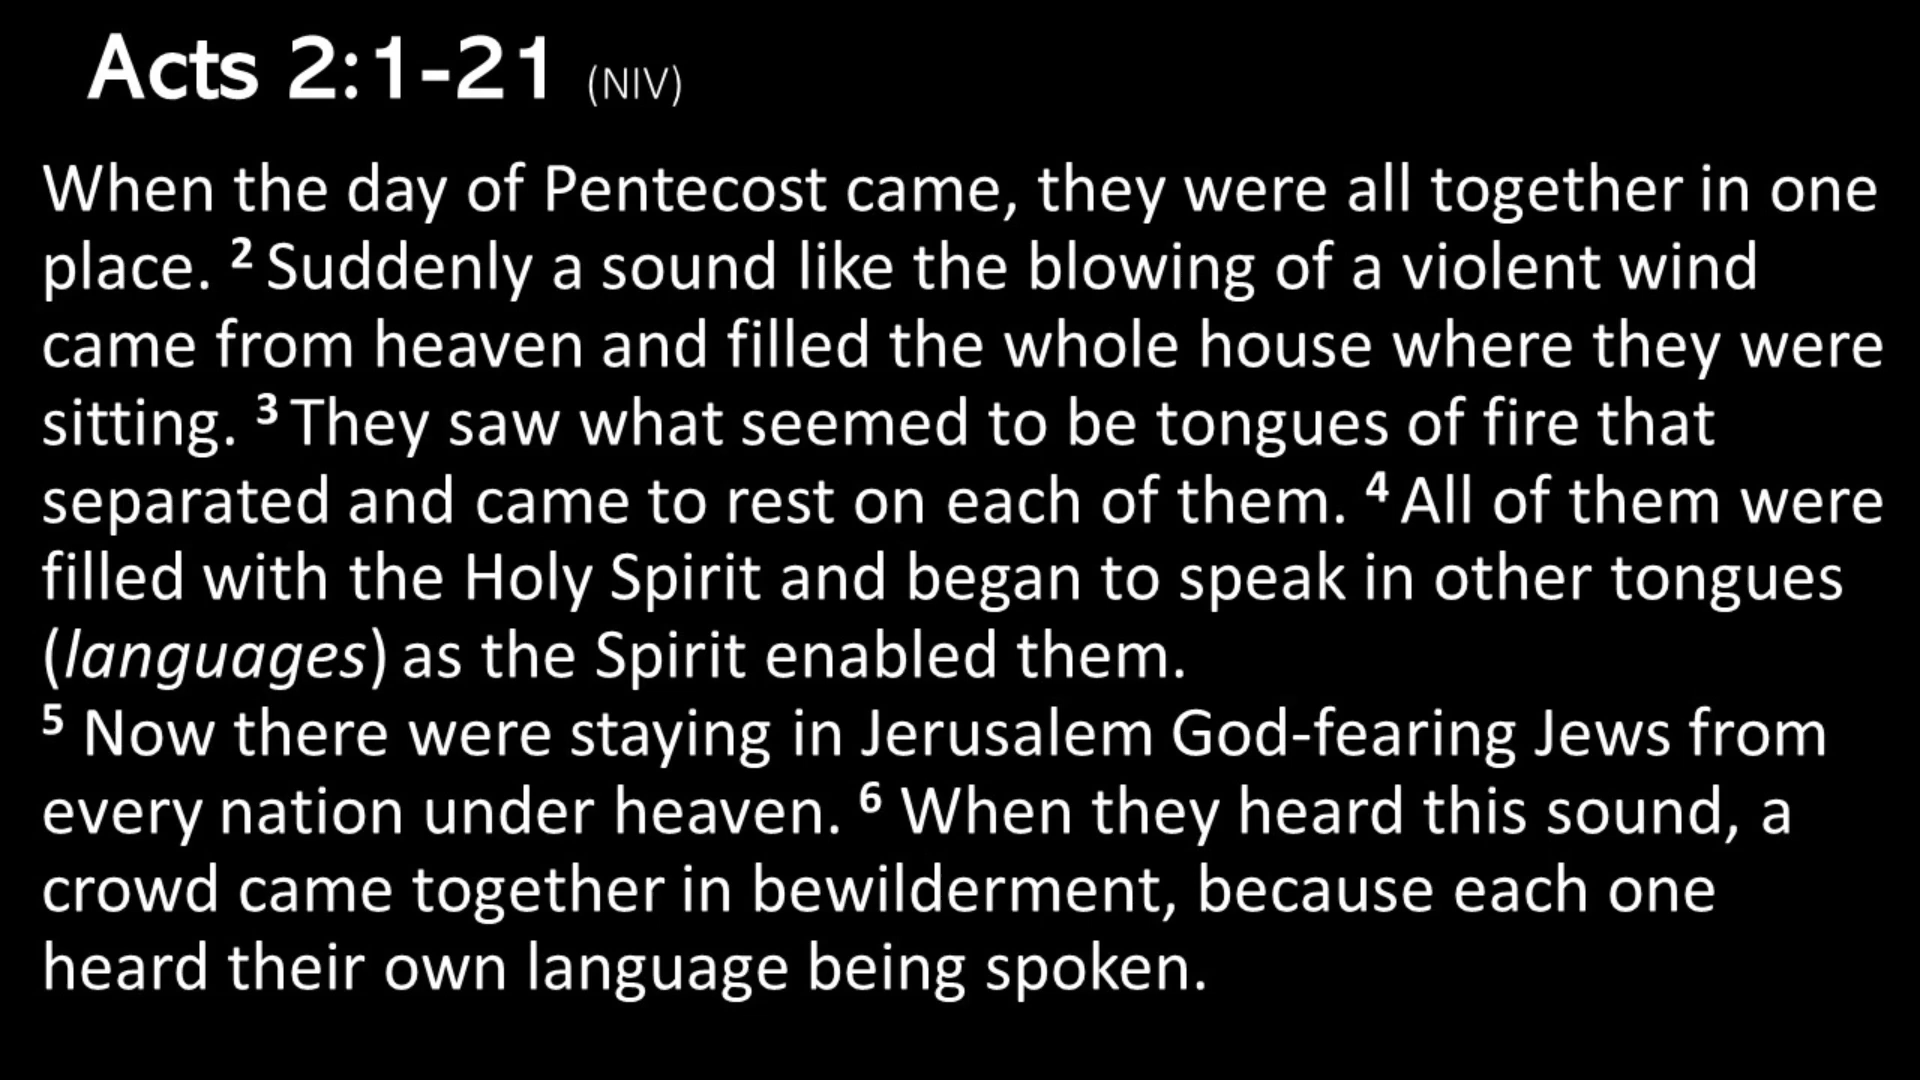 Acts 2:1-21 (NIV)
When the day of Pentecost came, they were all together in one
place. 2 Suddenly a sound like the blowing of a violent wind
came from heaven and filled the whole house where they were
sitting. 3 They saw what seemed to be tongues of fire that
separated and came to rest on each of them. 4 All of them were
filled with the Holy Spirit and began to speak in other tongues
(languages) as the Spirit enabled them.
5 Now there were staying in Jerusalem God-fearing Jews from
every nation under heaven. 6 When they heard this sound, a
crowd came together in bewilderment, because each one
heard their own language being spoken.